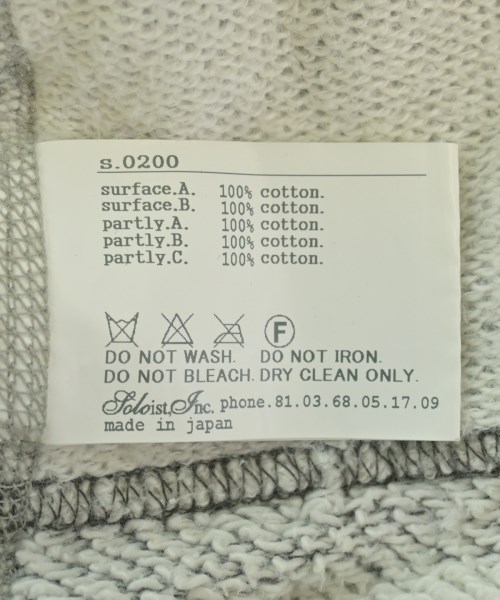 s.0200
surface.A. 100% cotton.
surface.B. 100% cotton.
partly.A. 100% cotton.
partly.B. 100% cotton.
partly.C. 100% cotton.
F
DO NOT WASH. DO NOT IRON.
DO NOT BLEACH. DRY CLEAN ONLY.
Soloist, Inc. phone.81.03.68.05.17.09
made in japan